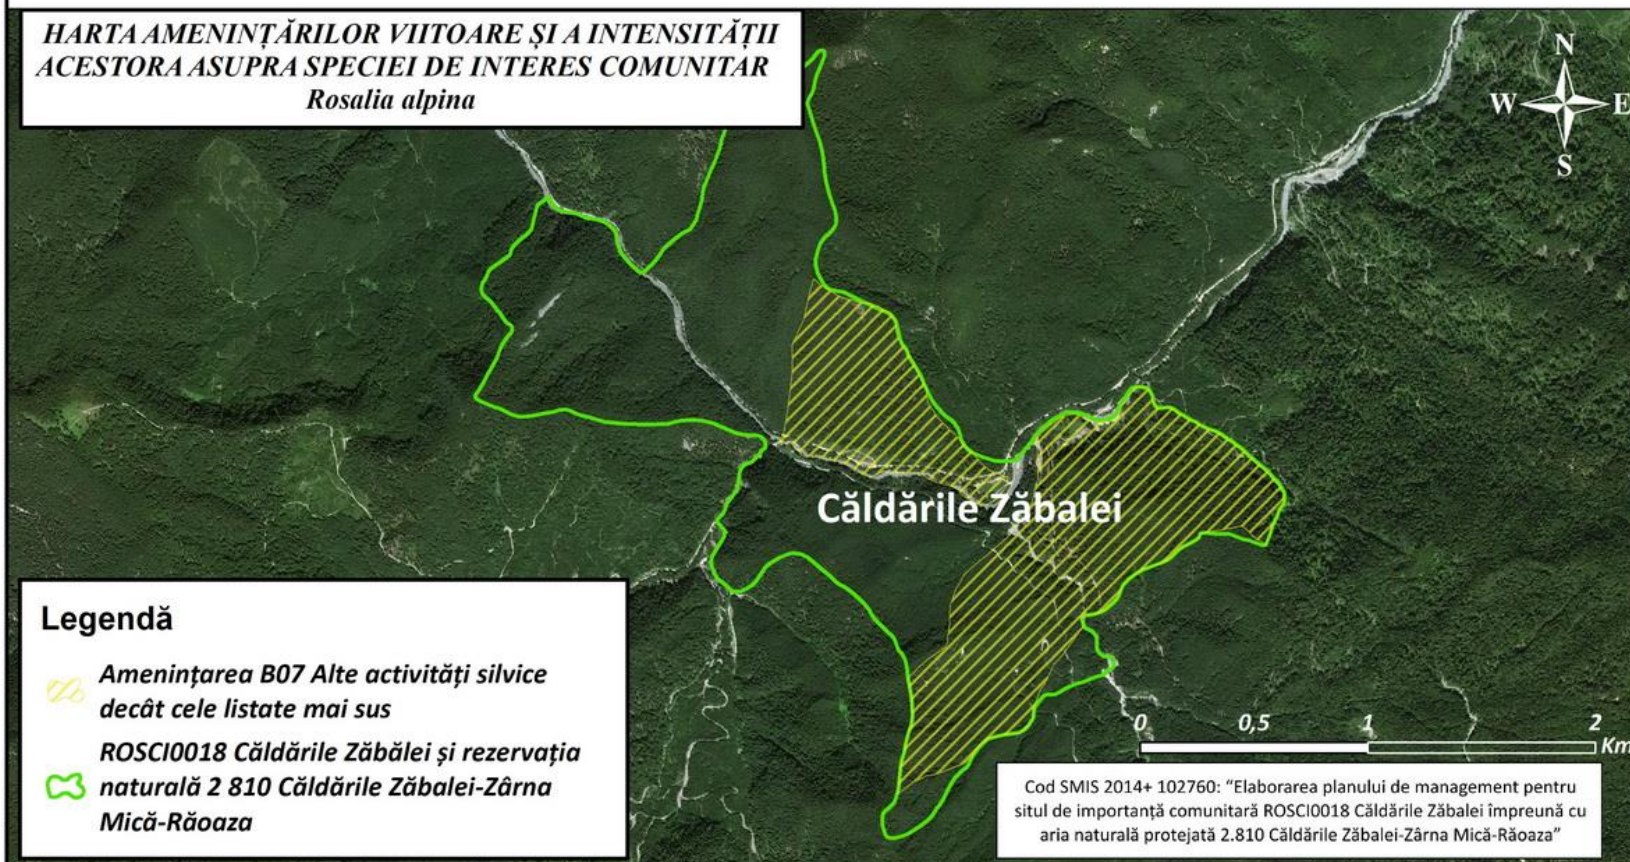 HARTA AMENINȚĂRILOR VIITOARE ȘI A INTENSITĂȚII
ACESTORA ASUPRA SPECIEI DE INTERES COMUNITAR
Rosalia alpina
N
W
E
S
Căldările Zăbalei
Legendă
Amenințarea B07 Alte activități silvice
decât cele listate mai sus
ROSCI0018 Căldările Zăbălei și rezervația
naturală 2 810 Căldările Zăbalei-Zârna
Mică-Răoaza
0 0,5 1 2
Km
Cod SMIS 2014+ 102760: “Elaborarea planului de management pentru
situl de importanță comunitară ROSCI0018 Căldările Zăbalei împreună cu
aria naturală protejată 2.810 Căldările Zăbalei-Zârna Mică-Răoaza”